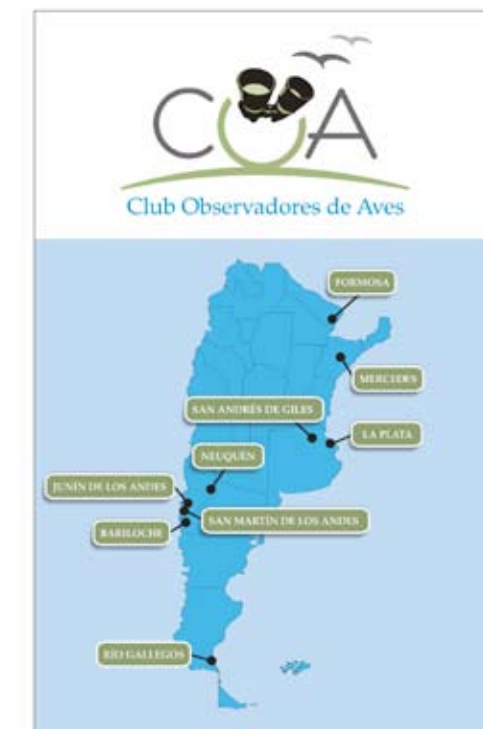 COA
Club Observadores de Aves
FORMOSA
MERCEDES
SAN ANDRÉS DE GILES
LA PLATA
NEUQUÉN
JUNÍN DE LOS ANDES
SAN MARTÍN DE LOS ANDES
BARILOCHE
RÍO GALLEGOS